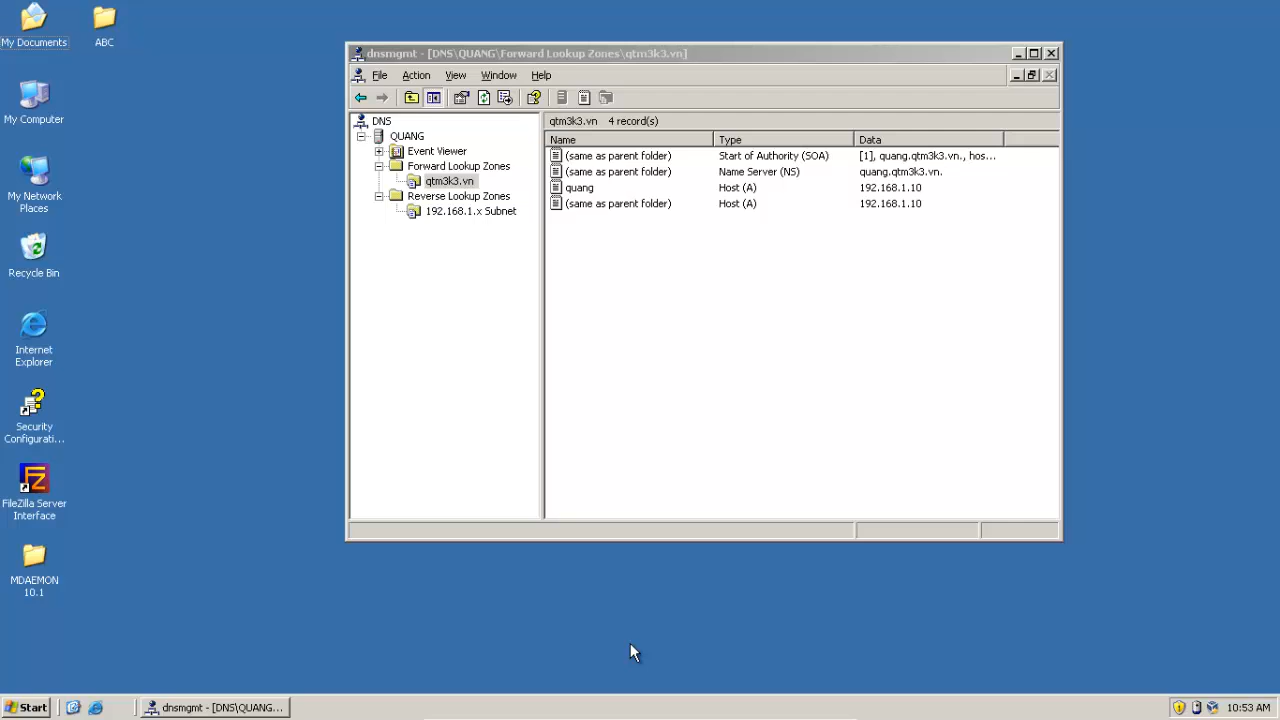 My Documents
ABC
My Computer
My Network
Places
Recycle Bin
Internet
Explorer
Security
Configurati...
FileZilla Server
Interface
MDAEMON
10.1
dnsmgmt - [DNS\QUANG\Forward Lookup Zones\qtm3k3.vn]
File Action View Window Help
DNS
QUANG
Event Viewer
Forward Lookup Zones
qtm3k3.vn
Reverse Lookup Zones
192.168.1.x Subnet
qtm3k3.vn 4 record(s)
Name Type Data
(same as parent folder) Start of Authority (SOA) [1], quang.qtm3k3.vn., hos...
(same as parent folder) Name Server (NS) quang.qtm3k3.vn.
quang Host (A) 192.168.1.10
(same as parent folder) Host (A) 192.168.1.10
Start dnsmgmt - [DNS\QUANG... 10:53 AM